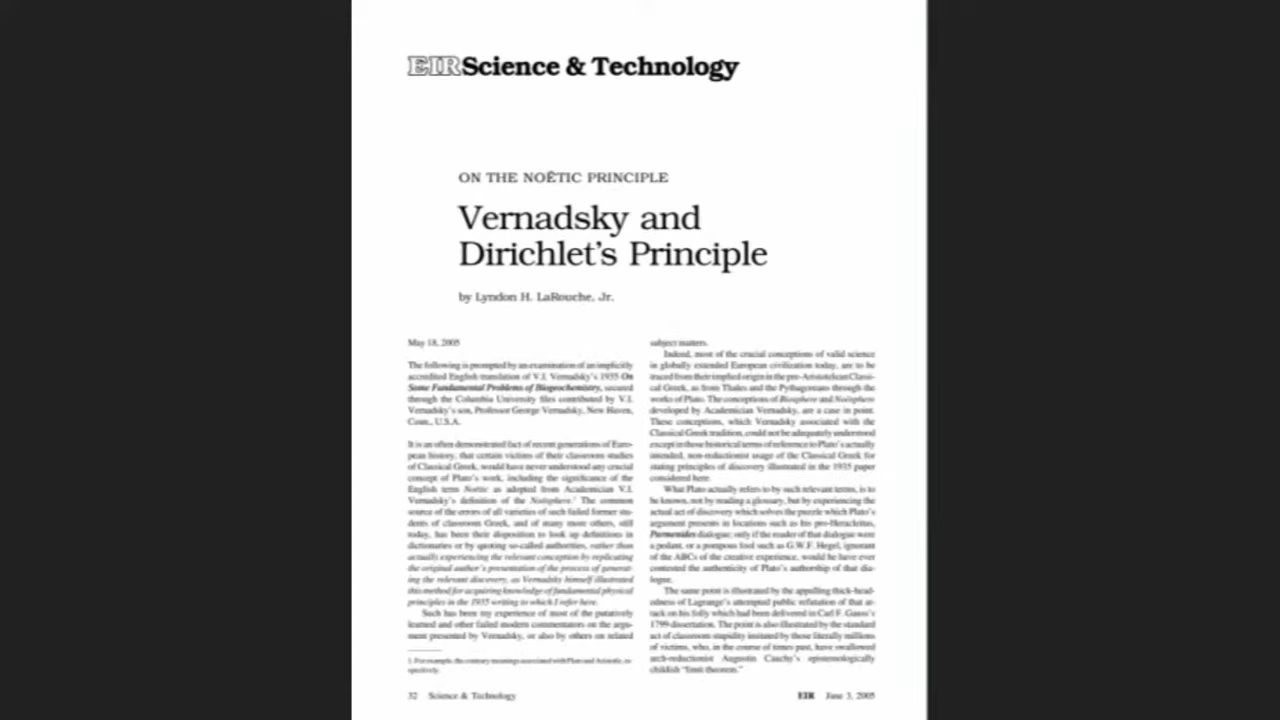 EIRScience & Technology
ON THE NOËTIC PRINCIPLE
Vernadsky and
Dirichlet's Principle
by Lyndon H. LaRouche, Jr.
May 18, 2005
The following is prompted by an examination of an implicitly
accredited English translation of V.I. Vernadsky's 1935 On
Some Fundamental Problems of Biogeochemistry, secured
through the Columbia University files contributed by V.I.
Vernadsky's son, Professor George Vernadsky, New Haven,
Conn., U.S.A.
It is an often demonstrated fact of recent generations of Euro-
pean history, that certain victims of their classroom studies
of Classical Greek, would have never understood any crucial
concept of Plato's work, including the significance of the
English term Noëtic as adopted from Academician V.I.
Vernadsky's definition of the Noösphere.¹ The common
source of the errors of all varieties of such failed former stu-
dents of classroom Greek, and of many more others, still
today, has been their disposition to look up definitions in
dictionaries or by quoting so-called authorities, rather than
actually experiencing the relevant conception by replicating
the original author's presentation of the process of generat-
ing the relevant discovery, as Vernadsky himself illustrated
this method for acquiring knowledge of fundamental physical
principles in the 1935 writing to which I refer here.
Such has been my experience of most of the putatively
learned and other failed modern commentators on the argu-
ment presented by Vernadsky, or also by others on related
1. For example, the contrary meanings associated with Plato and Aristotle, re-
spectively.
subject matters.
Indeed, most of the crucial conceptions of valid science
in globally extended European civilization today, are to be
traced from their implied origin in the pre-Aristotelean Classi-
cal Greek, as from Thales and the Pythagoreans through the
works of Plato. The conceptions of Biosphere and Noösphere
developed by Academician Vernadsky, are a case in point.
These conceptions, which Vernadsky associated with the
Classical Greek tradition, could not be adequately understood
except in those historical terms of reference to Plato's actually
intended, non-reductionist usage of the Classical Greek for
stating principles of discovery illustrated in the 1935 paper
considered here.
What Plato actually refers to by such relevant terms, is to
be known, not by reading a glossary, but by experiencing the
actual act of discovery which solves the puzzle which Plato's
argument presents in locations such as his pro-Heracleitus,
Parmenides dialogue; only if the reader of that dialogue were
a pedant, or a pompous fool such as G.W.F. Hegel, ignorant
of the ABCs of the creative experience, would he have ever
contested the authenticity of Plato's authorship of that dia-
logue.
The same point is illustrated by the appalling thick-head-
edness of Lagrange's attempted public refutation of that at-
tack on his folly which had been delivered in Carl F. Gauss's
1799 dissertation. The point is also illustrated by the standard
act of classroom stupidity imitated by those literally millions
of victims, who, in the course of times past, have swallowed
arch-reductionist Augustin Cauchy's epistemologically
childish "limit theorem."
32 Science & Technology
EIR June 3, 2005